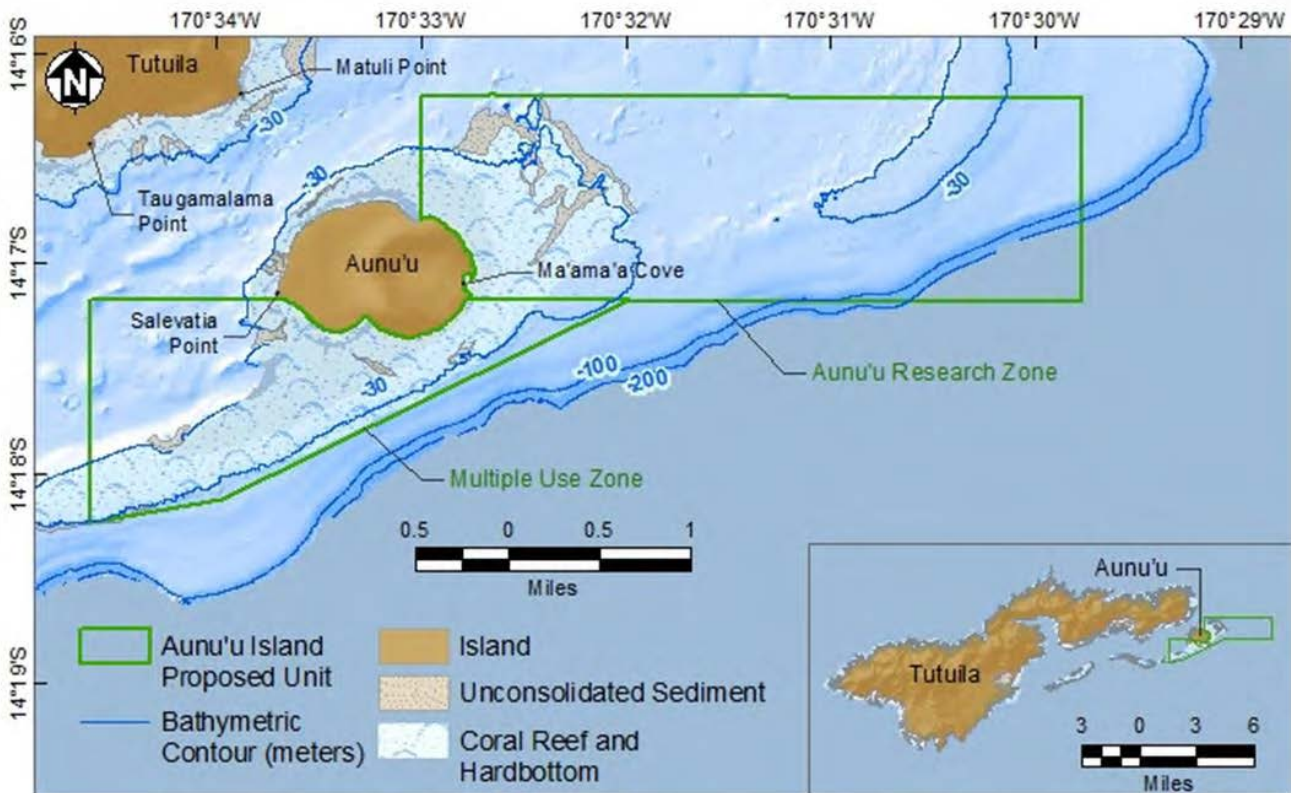 170°34'W
170°33'W
170°32'W
170°31'W
170°30'W
170°29'W
14°16'S
14°17'S
14°18'S
14°19'S
N
Tutuila
Matuli Point
-30
Taugamalama
Point
-30
-30
Aunu'u
Ma'ama'a Cove
Salevatia
Point
-30
-100
-200
Aunu'u Research Zone
Multiple Use Zone
0.5 0 0.5 1
Miles
Aunu'u Island
Proposed Unit
Bathymetric
Contour (meters)
Island
Unconsolidated Sediment
Coral Reef and
Hardbottom
Aunu'u
Tutuila
3 0 3 6
Miles